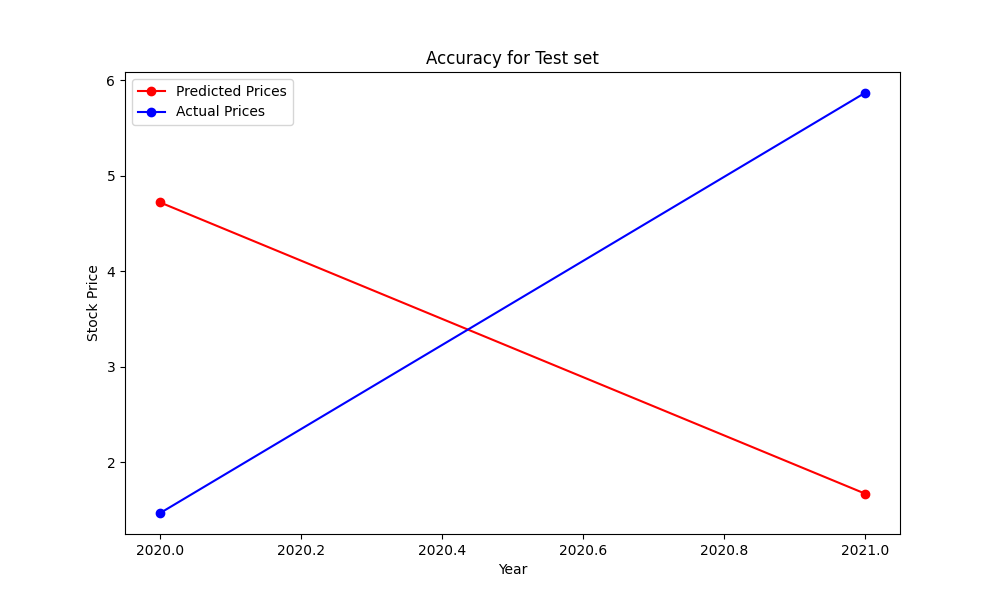 Accuracy for Test set
Predicted Prices
Actual Prices
6
5
4
3
2
Stock Price
2020.0 2020.2 2020.4 2020.6 2020.8 2021.0
Year